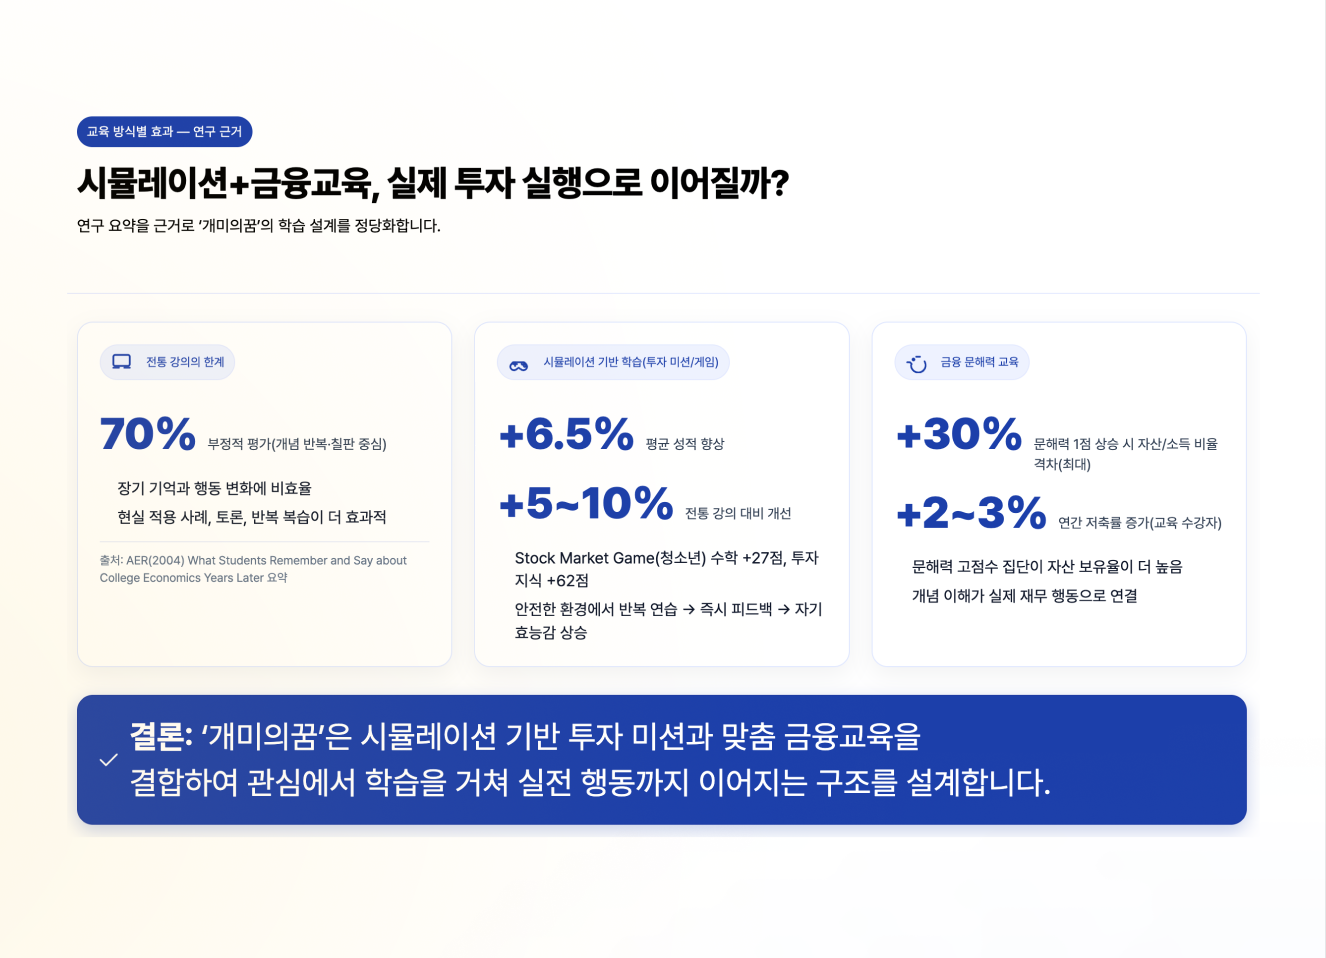 교육 방식별 효과 — 연구 근거
시뮬레이션+금융교육, 실제 투자 실행으로 이어질까?
연구 요약을 근거로 ‘개미의꿈’의 학습 설계를 정당화합니다.
전통 강의의 한계
70% 부정적 평가(개념 반복·칠판 중심)
장기 기억과 행동 변화에 비효율
현실 적용 사례, 토론, 반복 복습이 더 효과적
출처: AER(2004) What Students Remember and Say about
College Economics Years Later 요약
시뮬레이션 기반 학습(투자 미션/게임)
+6.5% 평균 성적 향상
+5~10% 전통 강의 대비 개선
Stock Market Game(청소년) 수학 +27점, 투자
지식 +62점
안전한 환경에서 반복 연습 → 즉시 피드백 → 자기
효능감 상승
금융 문해력 교육
+30% 문해력 1점 상승 시 자산/소득 비율
격차(최대)
+2~3% 연간 저축률 증가(교육 수강자)
문해력 고점수 집단이 자산 보유율이 더 높음
개념 이해가 실제 재무 행동으로 연결
결론: ‘개미의꿈’은 시뮬레이션 기반 투자 미션과 맞춤 금융교육을
결합하여 관심에서 학습을 거쳐 실전 행동까지 이어지는 구조를 설계합니다.